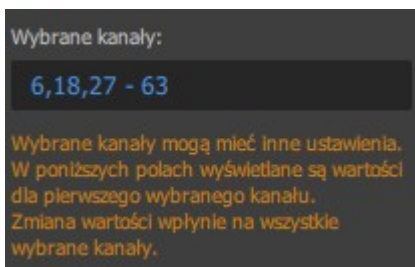 Wybrane kanały:
6,18,27 - 63
Wybrane kanały mogą mieć inne ustawienia.
W poniższych polach wyświetlane są wartości
dla pierwszego wybranego kanału.
Zmiana wartości wpłynie na wszystkie
wybrane kanały.